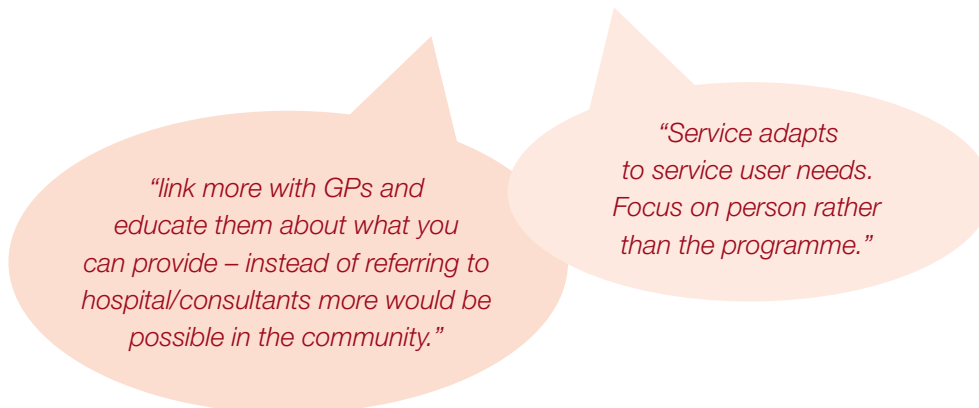 “link more with GPs and
educate them about what you
can provide – instead of referring to
hospital/consultants more would be
possible in the community.”
“Service adapts
to service user needs.
Focus on person rather
than the programme.”